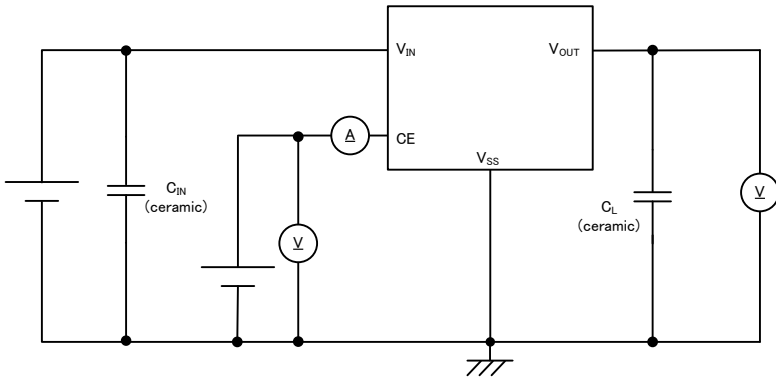 V_IN
V_OUT
A
CE
V_SS
C_IN
(ceramic)
V
C_L
(ceramic)
V